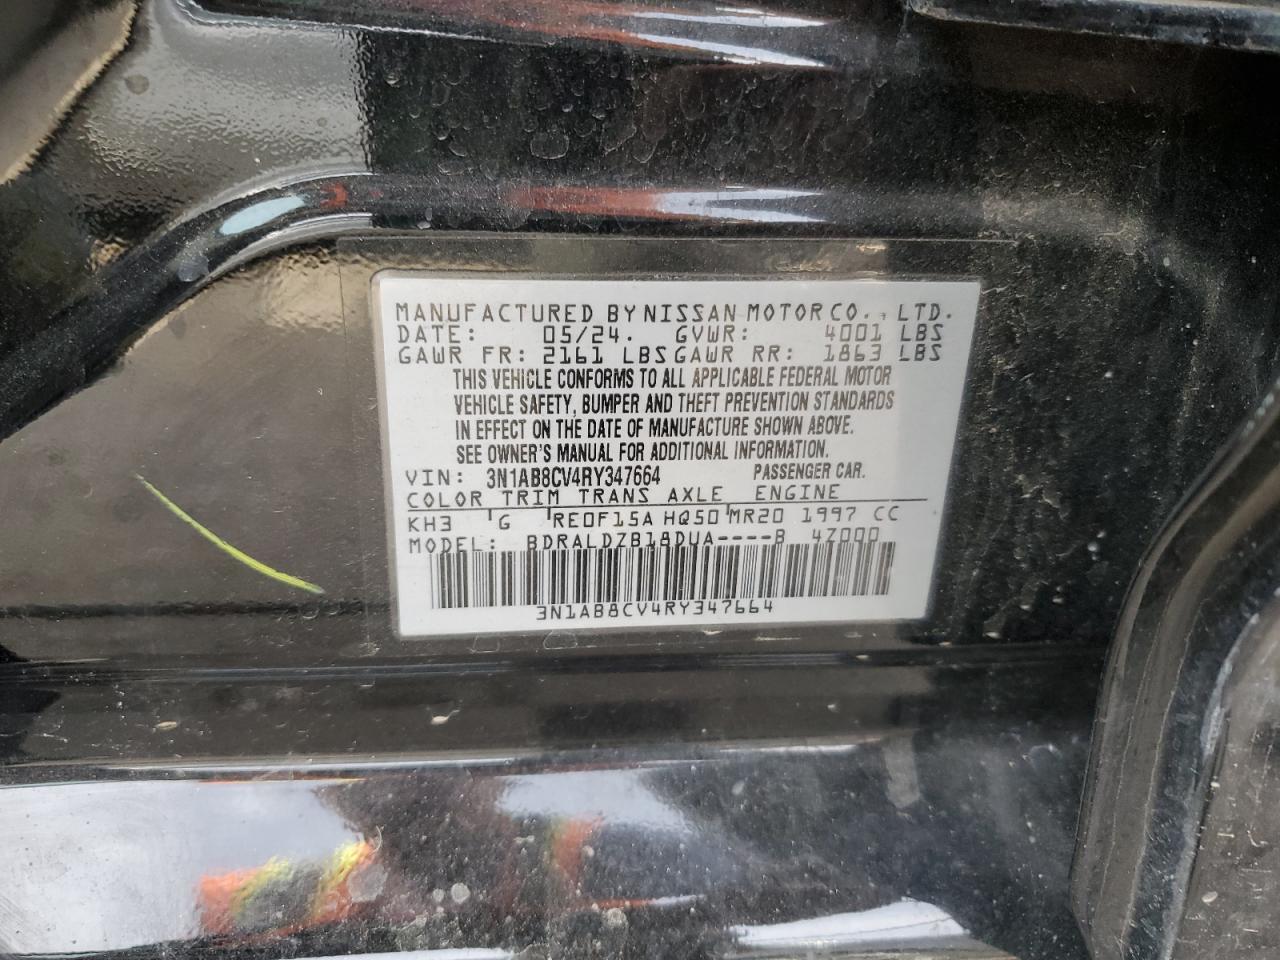 MANUFACTURED BY NISSAN MOTOR CO., LTD.
DATE: 05/24. GVWR: 4001 LBS
GAWR FR: 2161 LBS GAWR RR: 1863 LBS
THIS VEHICLE CONFORMS TO ALL APPLICABLE FEDERAL MOTOR
VEHICLE SAFETY, BUMPER AND THEFT PREVENTION STANDARDS
IN EFFECT ON THE DATE OF MANUFACTURE SHOWN ABOVE.
SEE OWNER'S MANUAL FOR ADDITIONAL INFORMATION.
VIN: 3N1AB8CV4RY347664 PASSENGER CAR.
COLOR TRIM TRANS AXLE ENGINE
KH3 G RE0F15A HQ50 MR20 1997 CC
MODEL: BDRALDZB18DUA----B 4Z000
3N1AB8CV4RY347664